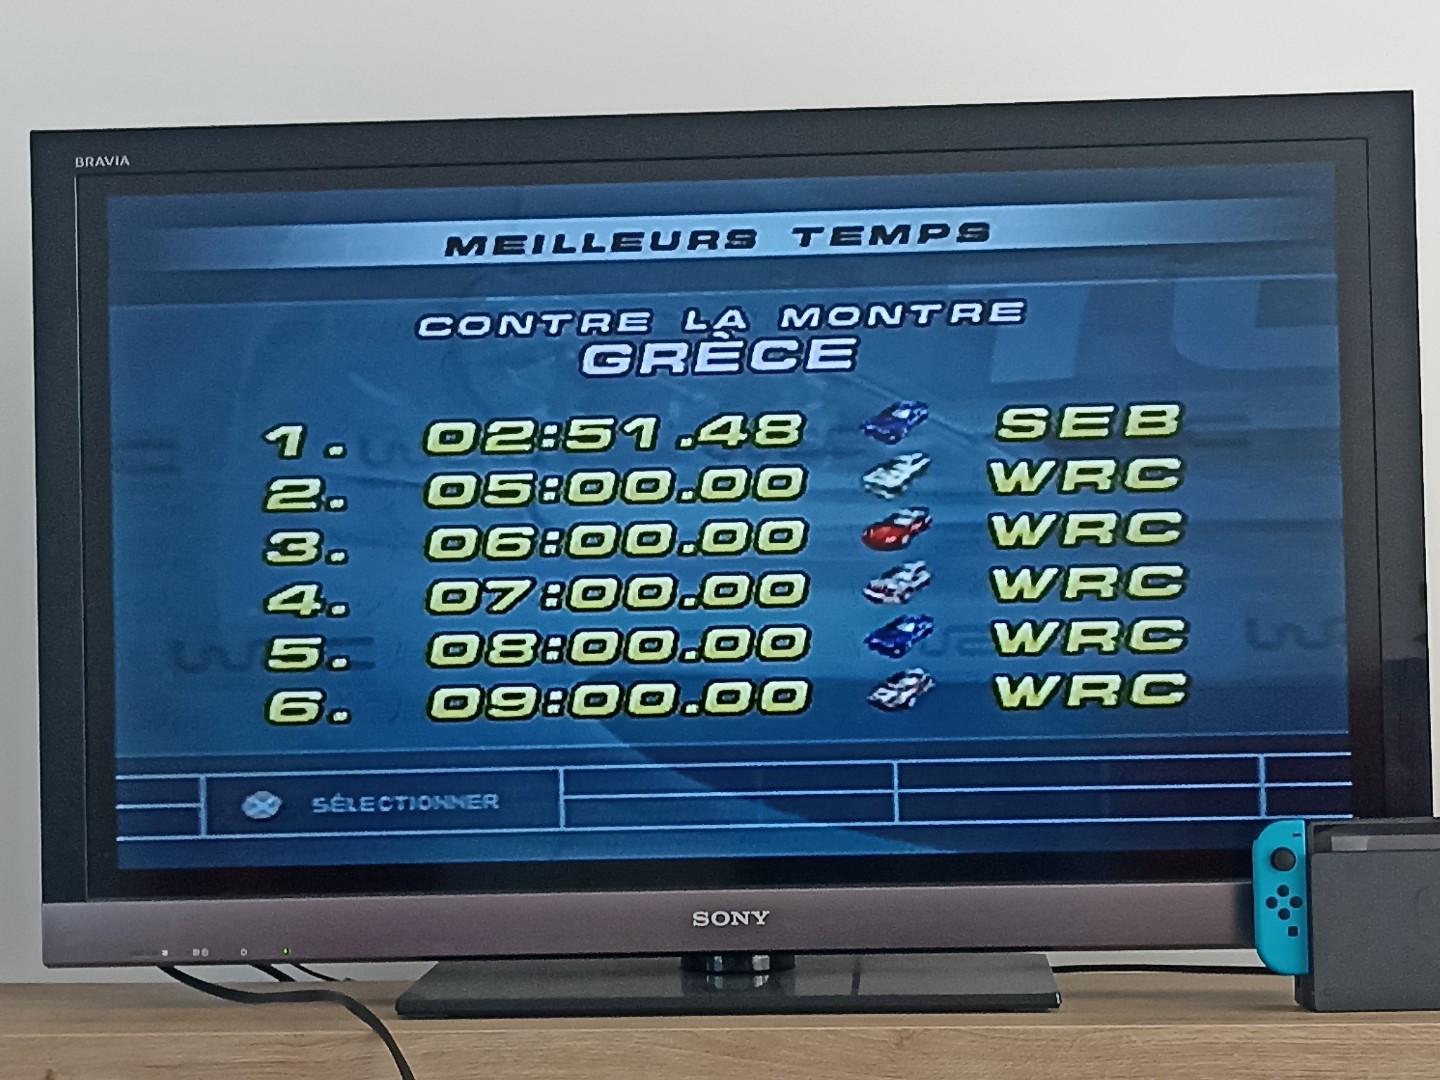 BRAVIA
MEILLEURS TEMPS
CONTRE LA MONTRE
GRÈCE
1. 02:51.48 SEB
2. 05:00.00 WRC
3. 06:00.00 WRC
4. 07:00.00 WRC
5. 08:00.00 WRC
6. 09:00.00 WRC
SÉLECTIONNER
SONY